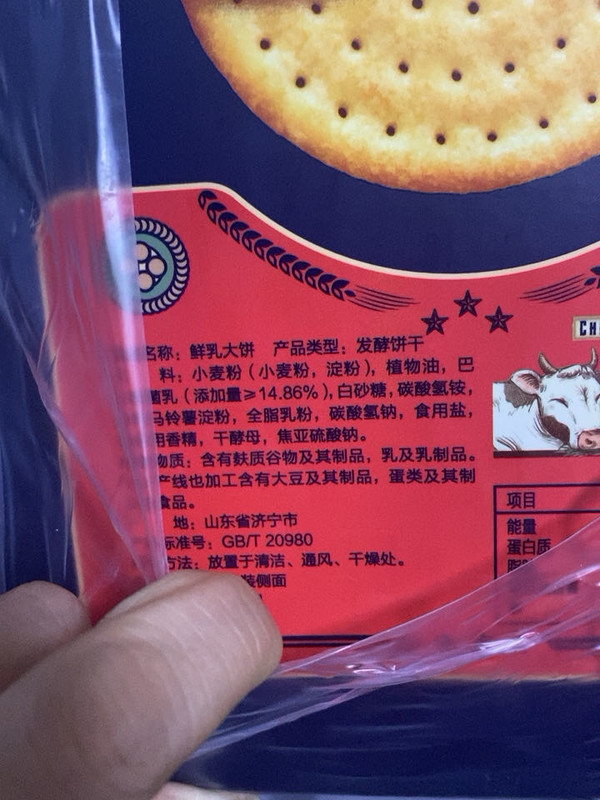 名称：鲜乳大饼 产品类型：发酵饼干
料：小麦粉（小麦粉，淀粉），植物油，巴
菌乳（添加量≥14.86%），白砂糖，碳酸氢铵，
马铃薯淀粉，全脂乳粉，碳酸氢钠，食用盐，
用香精，干酵母，焦亚硫酸钠。
物质：含有麸质谷物及其制品，乳及乳制品。
产线也加工含有大豆及其制品，蛋类及其制
食品。
地：山东省济宁市
标准号：GB/T 20980
方法：放置于清洁、通风、干燥处。
装侧面
CH
项目
能量
蛋白质